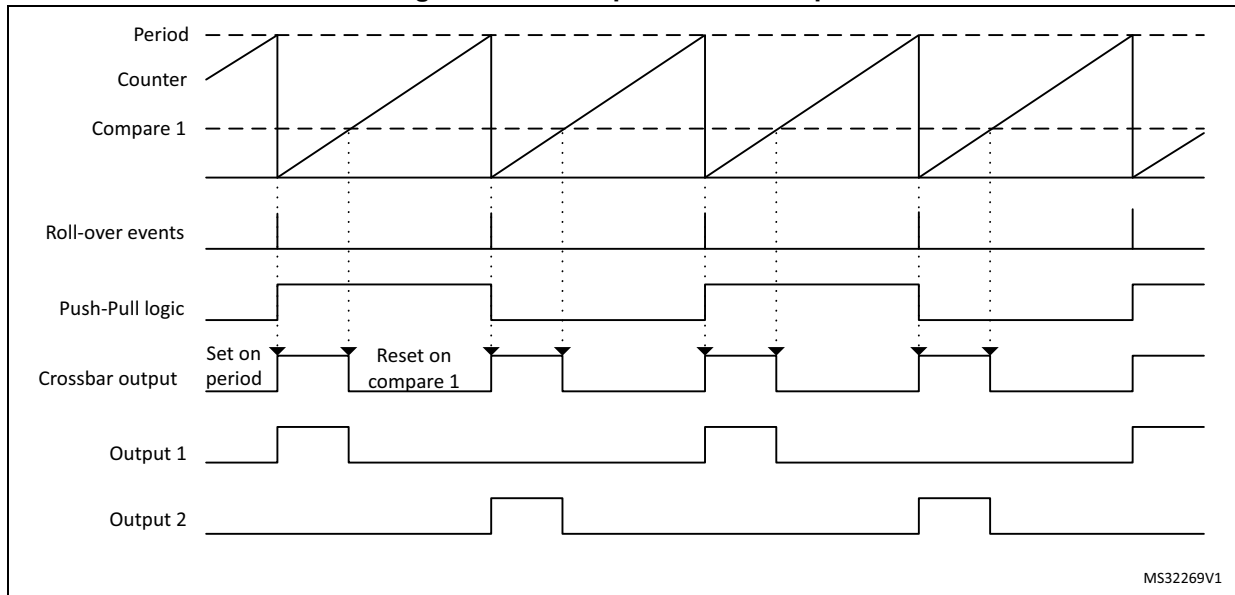 Period
Counter
Compare 1
Roll-over events
Push-Pull logic
Set on
period
Reset on
compare 1
Crossbar output
Output 1
Output 2
MS32269V1